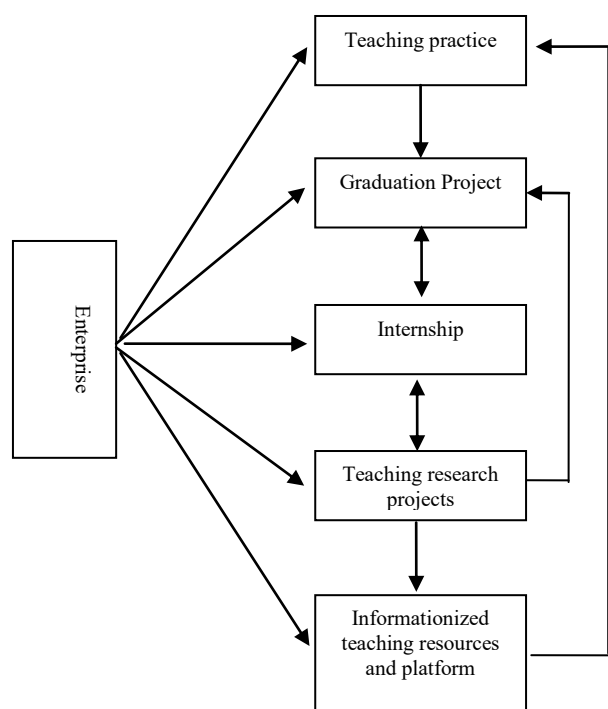 Teaching practice
Graduation Project
Enterprise
Internship
Teaching research
projects
Informationized
teaching resources
and platform